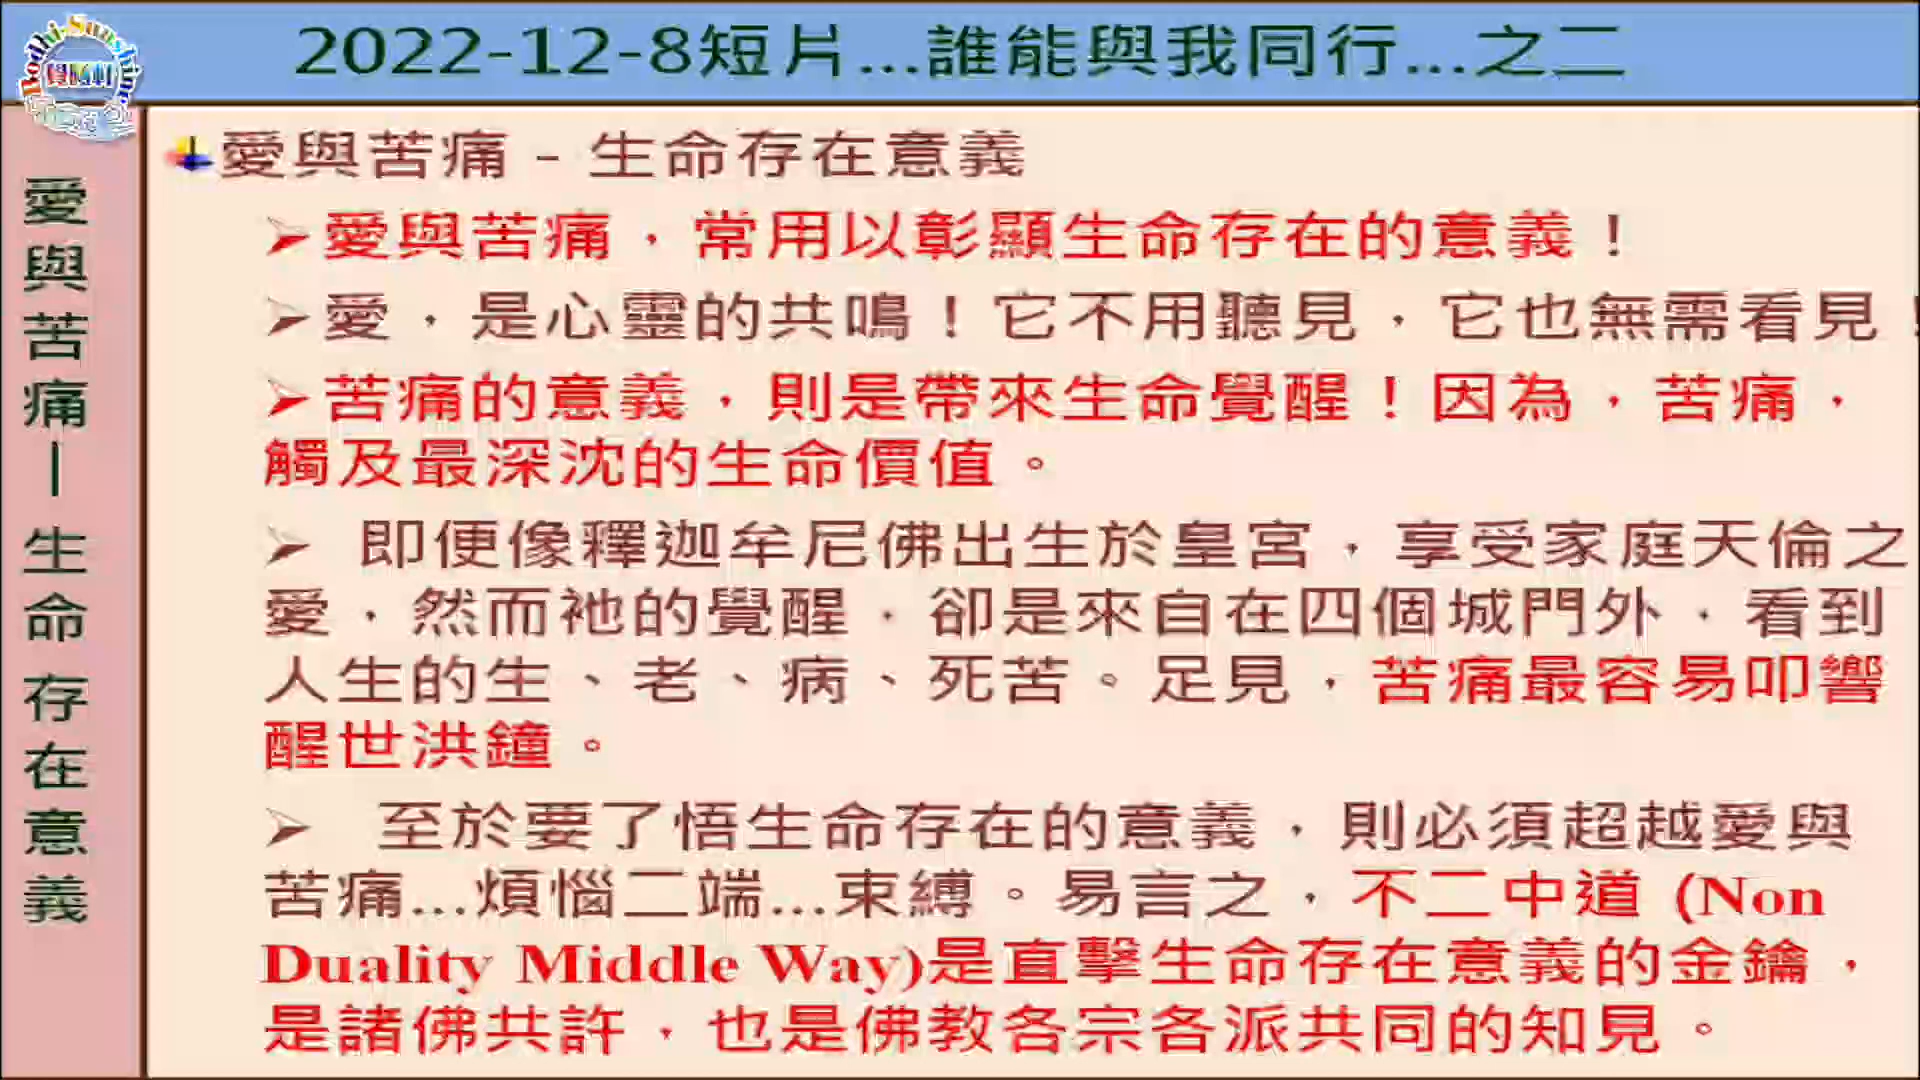 2022-12-8短片...誰能與我同行...之二
愛與苦痛－生命存在意義
愛與苦痛－生命存在意義
愛與苦痛，常用以彰顯生命存在的意義！
愛，是心靈的共鳴！它不用聽見，它也無需看見！
苦痛的意義，則是帶來生命覺醒！因為，苦痛，
觸及最深沈的生命價值。
即便像釋迦牟尼佛出生於皇宮，享受家庭天倫之
愛，然而祂的覺醒，卻是來自在四個城門外，看到
人生的生、老、病、死苦。足見，苦痛最容易叩響
醒世洪鐘。
至於要了悟生命存在的意義，則必須超越愛與
苦痛...煩惱二端...束縛。易言之，不二中道 (Non
Duality Middle Way)是直擊生命存在意義的金鑰，
是諸佛共許，也是佛教各宗各派共同的知見。